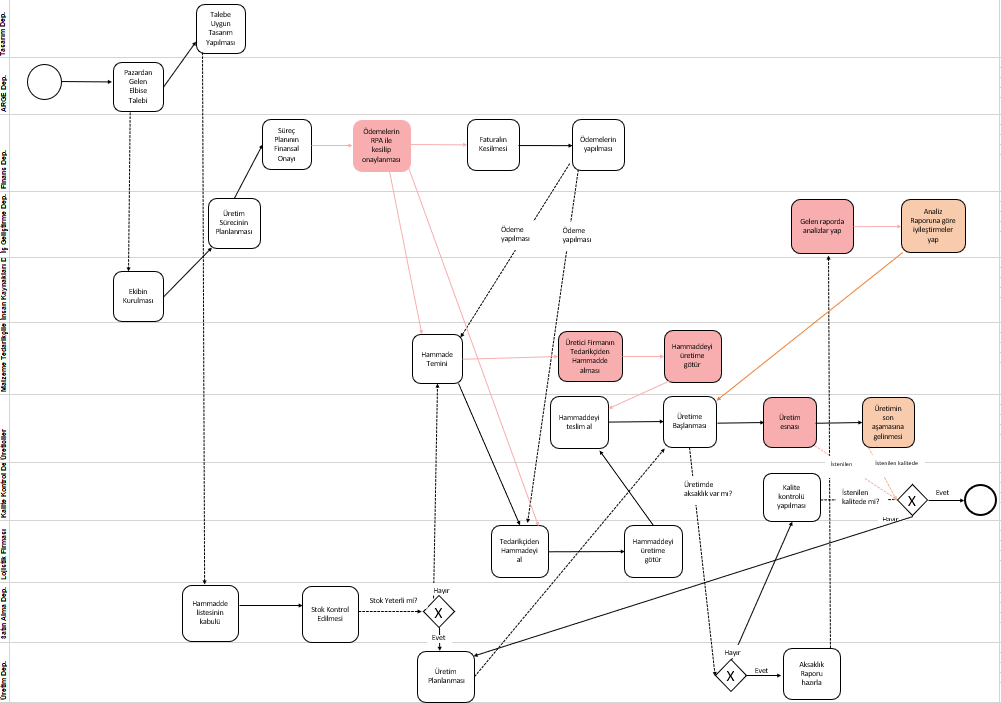 Tasarım Dep.
Talebe
Uygun
Tasarım
Yapılması
ARGE Dep.
Pazardan
Gelen
Elbise
Talebi
Finans Dep.
Süreç
Planının
Finansal
Onayı
Ödemelerin
RPA ile
kesilip
onaylanması
Faturalın
Kesilmesi
Ödemelerin
yapılması
İş Geliştirme Dep.
Üretim
Sürecinin
Planlanması
Ödeme
yapılması
Ödeme
yapılması
Gelen raporda
analizlar yap
Analiz
Raporuna göre
iyileştirmeler
yap
İnsan Kaynakları D
Ekibin
Kurulması
Malzeme Tedarikçile
Hammade
Temini
Üretici Firmanın
Tedarikçiden
Hammadde
alması
Hammaddeyi
üretime
götür
Üreticiler
Hammaddeyi
teslim al
Üretime
Başlanması
Üretim
esnası
Üretimin
son
aşamasına
gelinmesi
İstenilen
İstenilen kalitede
Kalite Kontrol De
Üretimde
aksaklık var mı?
Kalite
kontrolü
yapılması
İstenilen
kalitede mi?
X
Evet
Hayır
Lojistik Firması
Tedarikçiden
Hammadeyi
al
Hammaddeyi
üretime
götür
Satın Alma Dep.
Hammadde
listesinin
kabulü
Stok Kontrol
Edilmesi
Stok Yeterli mi?
Hayır
X
Evet
Üretim Dep.
Üretim
Planlanması
Hayır
X
Evet
Aksaklık
Raporu
hazırla